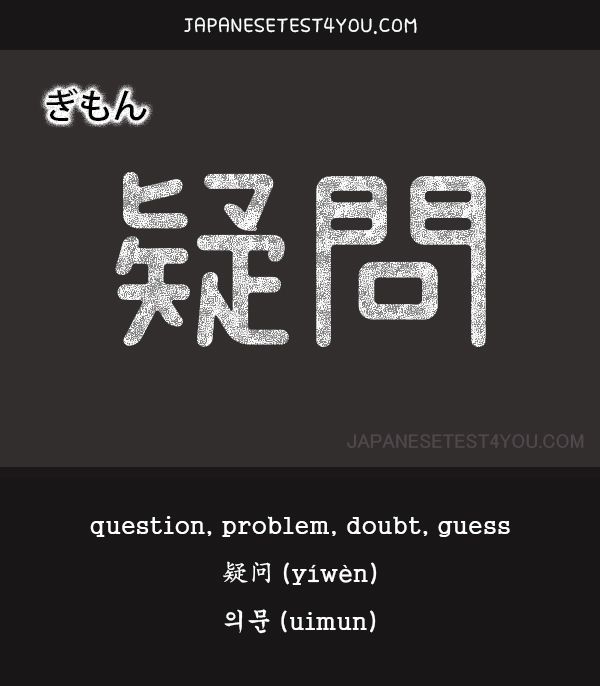 JAPANESETEST4YOU.COM
ぎもん
疑問
JAPANESETEST4YOU.COM
question, problem, doubt, guess
疑问 (yíwèn)
의문 (uimun)